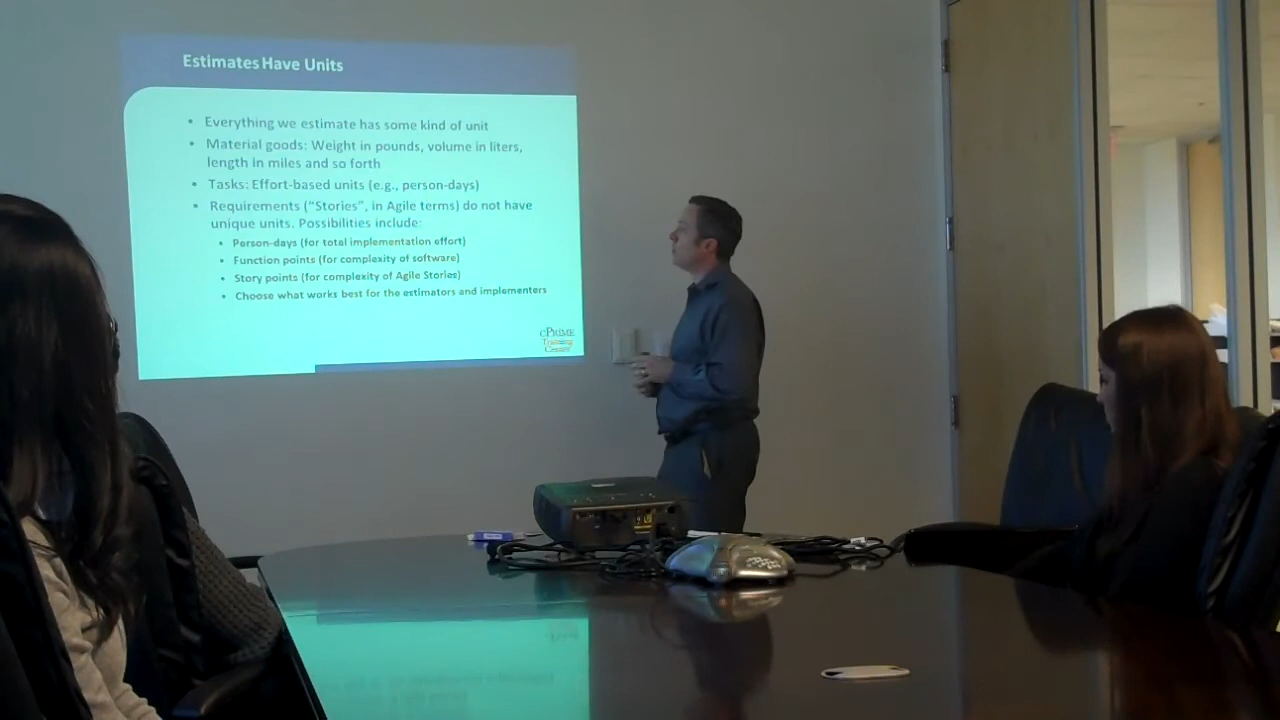 Estimates Have Units
• Everything we estimate has some kind of unit
• Material goods: Weight in pounds, volume in liters,
length in miles and so forth
• Tasks: Effort-based units (e.g., person-days)
• Requirements ("Stories", in Agile terms) do not have
unique units. Possibilities include:
• Person-days (for total implementation effort)
• Function points (for complexity of software)
• Story points (for complexity of Agile Stories)
• Choose what works best for the estimators and implementers
cPRIME
Training
Center